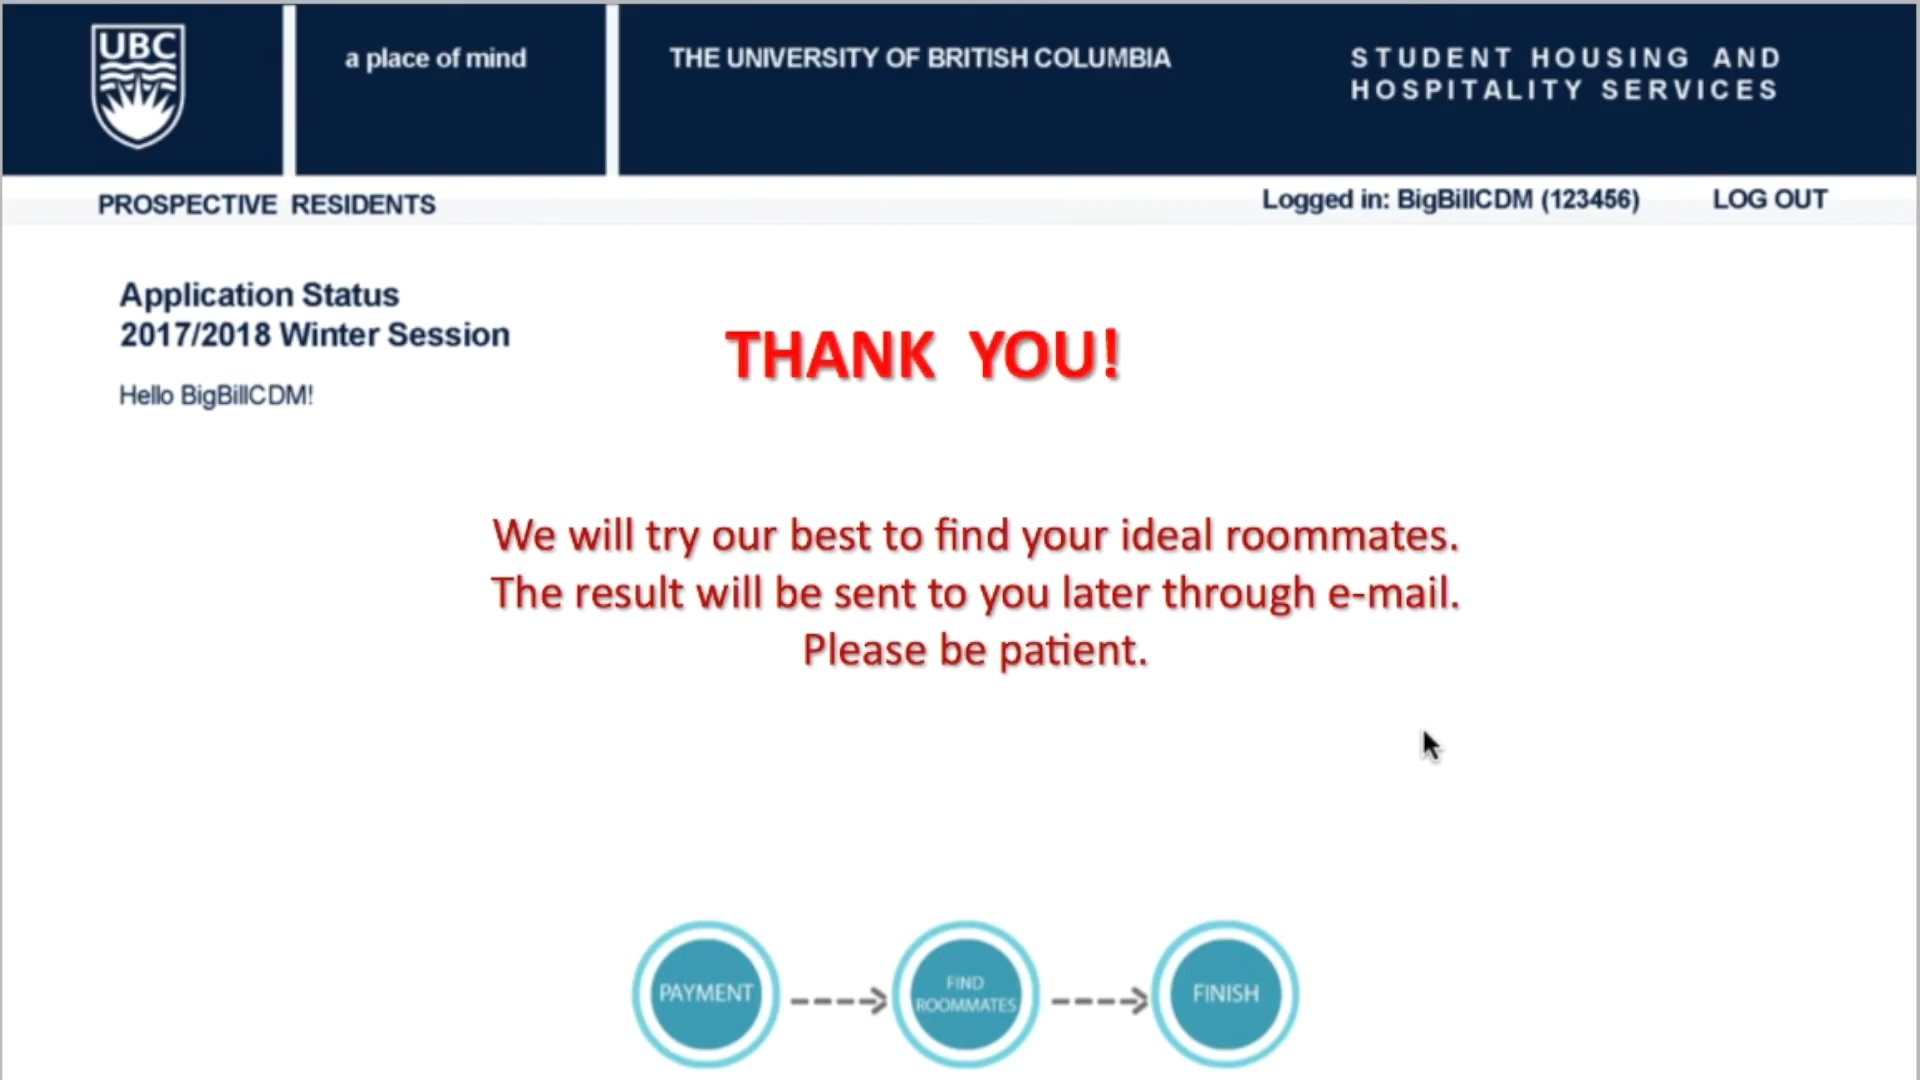 UBC
a place of mind
THE UNIVERSITY OF BRITISH COLUMBIA
STUDENT HOUSING AND
HOSPITALITY SERVICES
PROSPECTIVE RESIDENTS
Logged in: BigBillCDM (123456)
LOG OUT
Application Status
2017/2018 Winter Session
Hello BigBillCDM!
THANK YOU!
We will try our best to find your ideal roommates.
The result will be sent to you later through e-mail.
Please be patient.
PAYMENT
FIND
ROOMMATES
FINISH